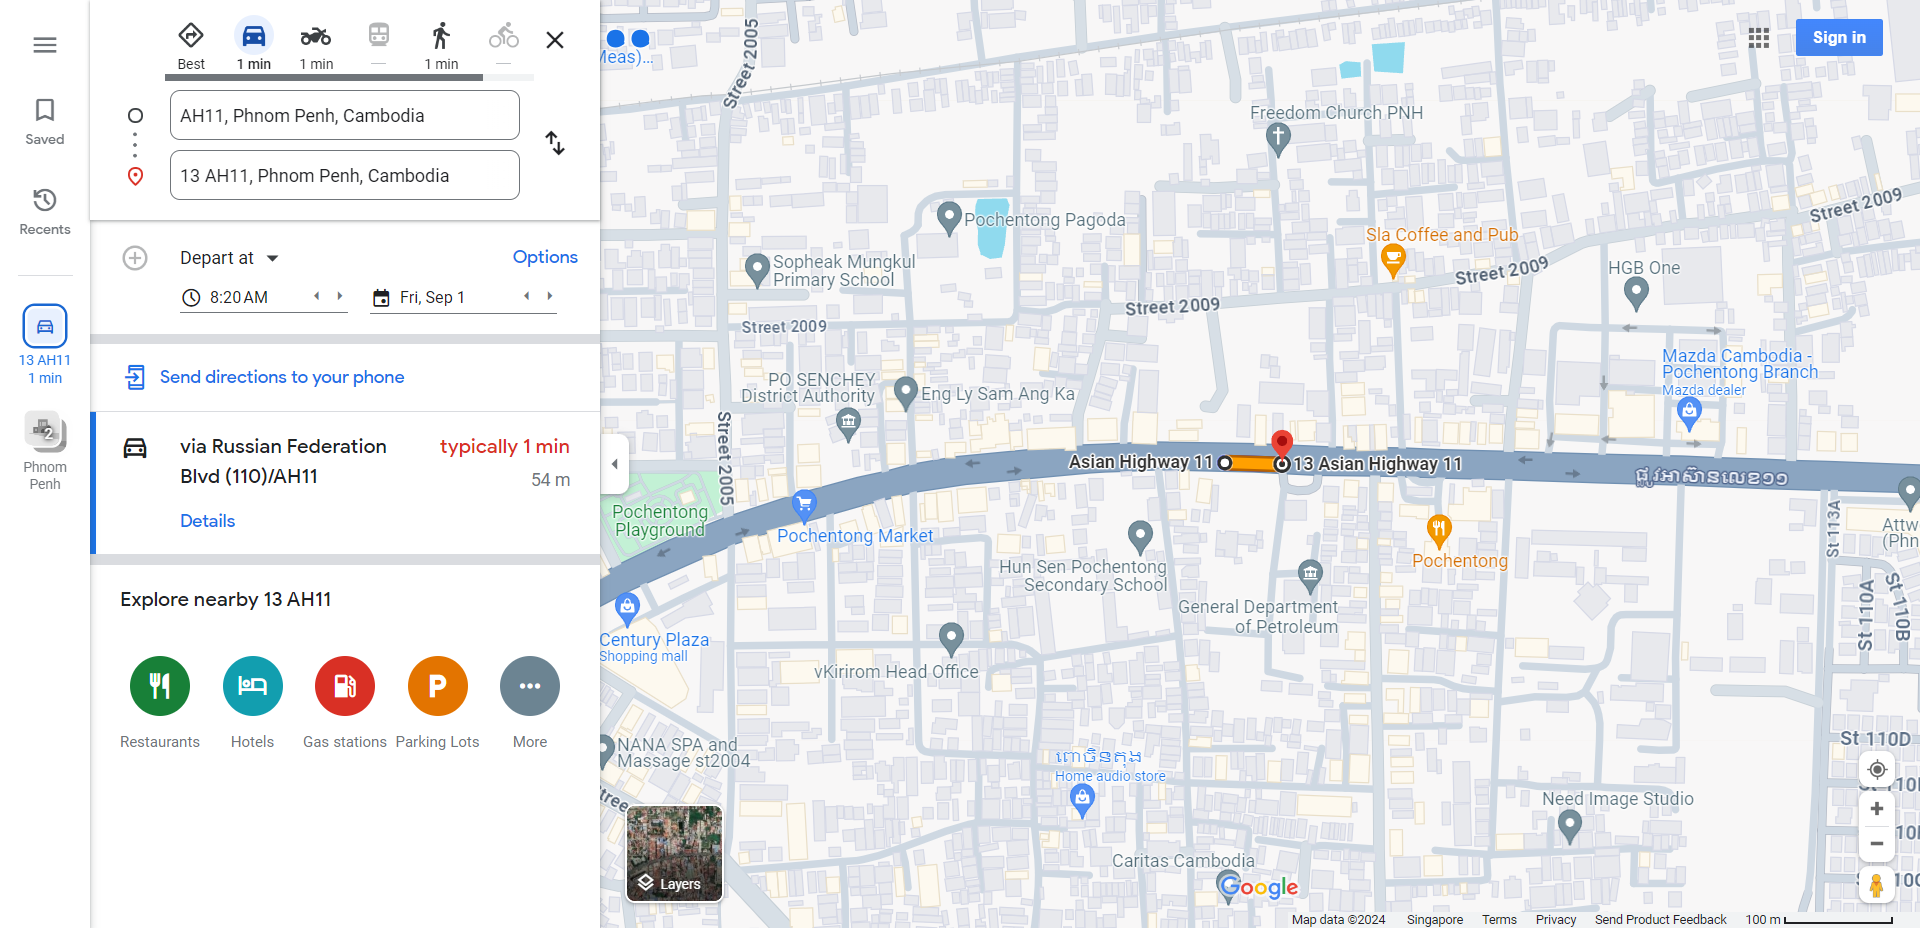 Best
1 min
1 min
1 min
Saved
Recents
13 AH11
1 min
2
Phnom
Penh
AH11, Phnom Penh, Cambodia
13 AH11, Phnom Penh, Cambodia
Depart at
Options
8:20 AM
Fri, Sep 1
Send directions to your phone
via Russian Federation
Blvd (110)/AH11
typically 1 min
54 m
Details
Explore nearby 13 AH11
Restaurants
Hotels
Gas stations
Parking Lots
More
P
Sign in
Meas)...
Street 2005
Freedom Church PNH
Street 2009
Pochentong Pagoda
Sla Coffee and Pub
Sopheak Mungkul
Primary School
Street 2009
HGB One
Street 2009
Street 2009
Mazda Cambodia -
Pochentong Branch
Mazda dealer
PO SENCHEY
District Authority
Eng Ly Sam Ang Ka
Street 2005
Asian Highway 11
13 Asian Highway 11
ផ្លូវអាស៊ានលេខ១១
Pochentong
Playground
Pochentong Market
St 113A
Attw
(Phn
Hun Sen Pochentong
Secondary School
Pochentong
General Department
of Petroleum
St 110A
St 110B
Century Plaza
Shopping mall
vKirirom Head Office
NANA SPA and
Massage st2004
St 110D
ពោចិនតុង
Home audio store
Need Image Studio
Caritas Cambodia
Layers
Google
Map data ©2024
Singapore
Terms
Privacy
Send Product Feedback
100 m